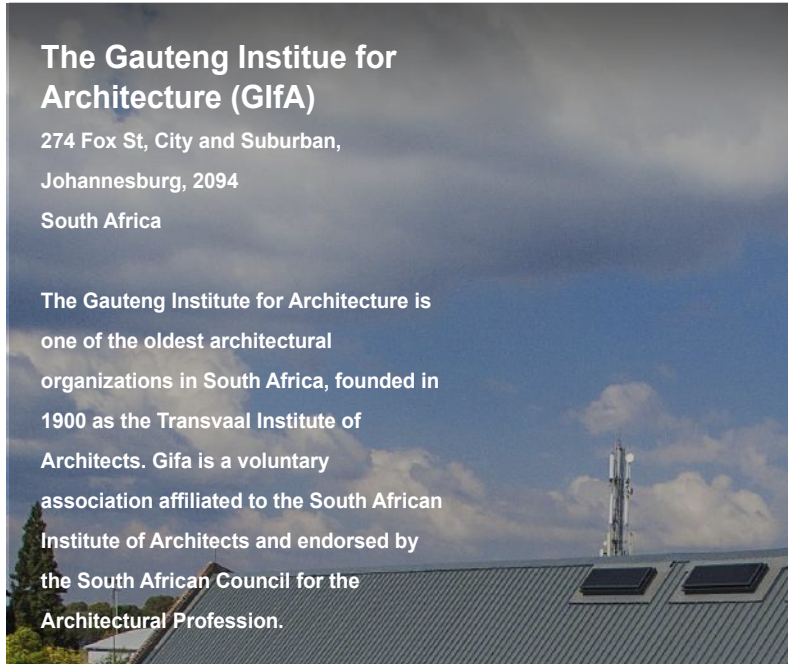 The Gauteng Institue for
Architecture (GIfA)
274 Fox St, City and Suburban,
Johannesburg, 2094
South Africa
The Gauteng Institute for Architecture is
one of the oldest architectural
organizations in South Africa, founded in
1900 as the Transvaal Institute of
Architects. Gifa is a voluntary
association affiliated to the South African
Institute of Architects and endorsed by
the South African Council for the
Architectural Profession.